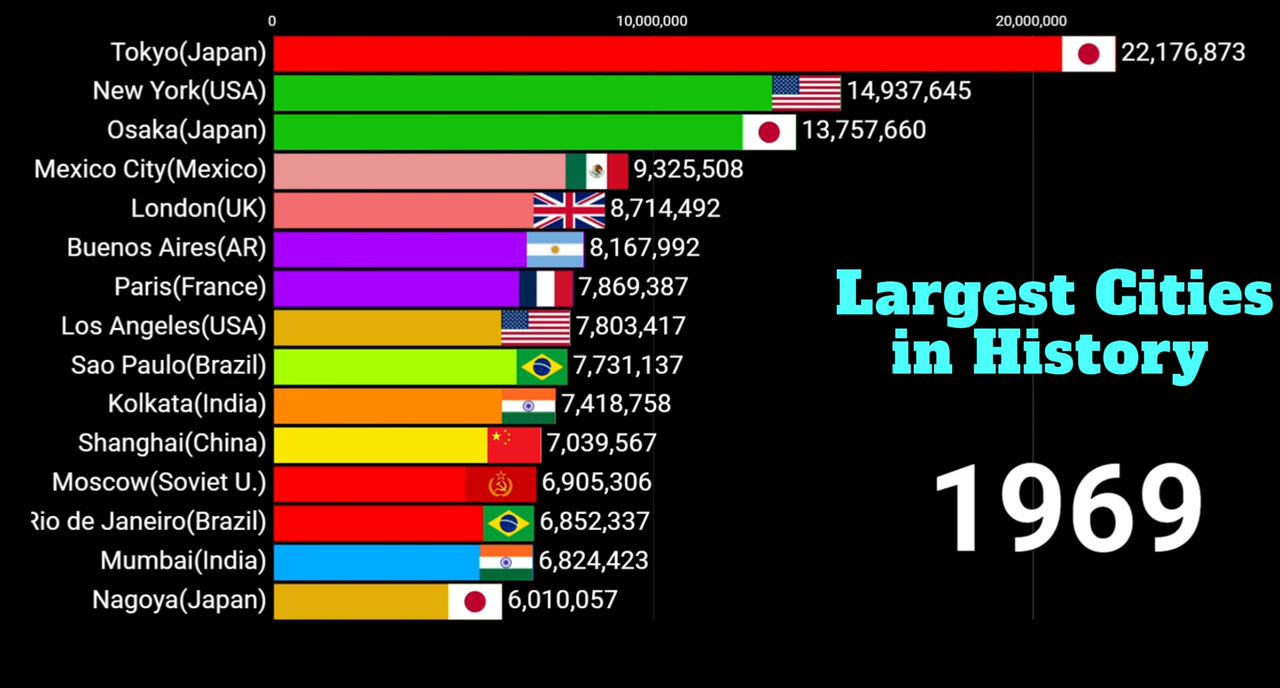 0 10,000,000 20,000,000
Tokyo(Japan) 22,176,873
New York(USA) 14,937,645
Osaka(Japan) 13,757,660
Mexico City(Mexico) 9,325,508
London(UK) 8,714,492
Buenos Aires(AR) 8,167,992
Paris(France) 7,869,387
Los Angeles(USA) 7,803,417
Sao Paulo(Brazil) 7,731,137
Kolkata(India) 7,418,758
Shanghai(China) 7,039,567
Moscow(Soviet U.) 6,905,306
Rio de Janeiro(Brazil) 6,852,337
Mumbai(India) 6,824,423
Nagoya(Japan) 6,010,057
Largest Cities
in History
1969